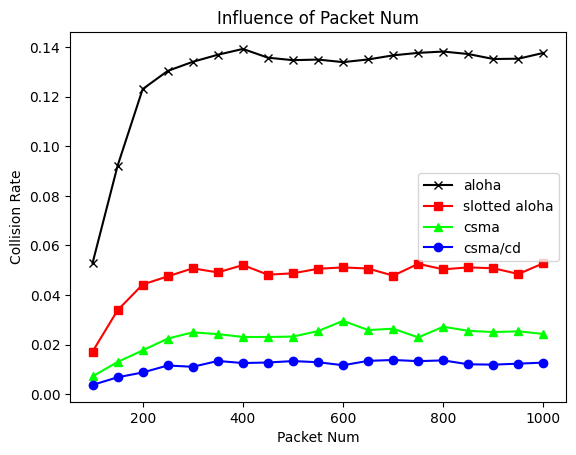 Influence of Packet Num
Collision Rate
0.14
0.12
0.10
0.08
0.06
0.04
0.02
0.00
aloha
slotted aloha
csma
csma/cd
200
400
600
800
1000
Packet Num